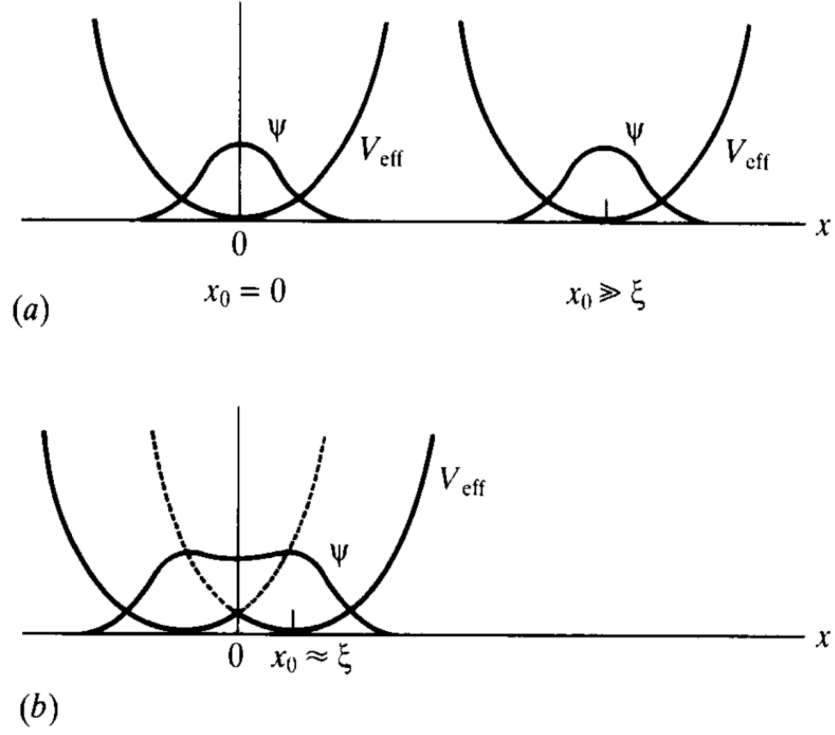 ψ V_eff ψ V_eff
0 x
x₀ = 0 x₀ ≫ ξ
(a)
V_eff
ψ
x
0 x₀ ≈ ξ
(b)